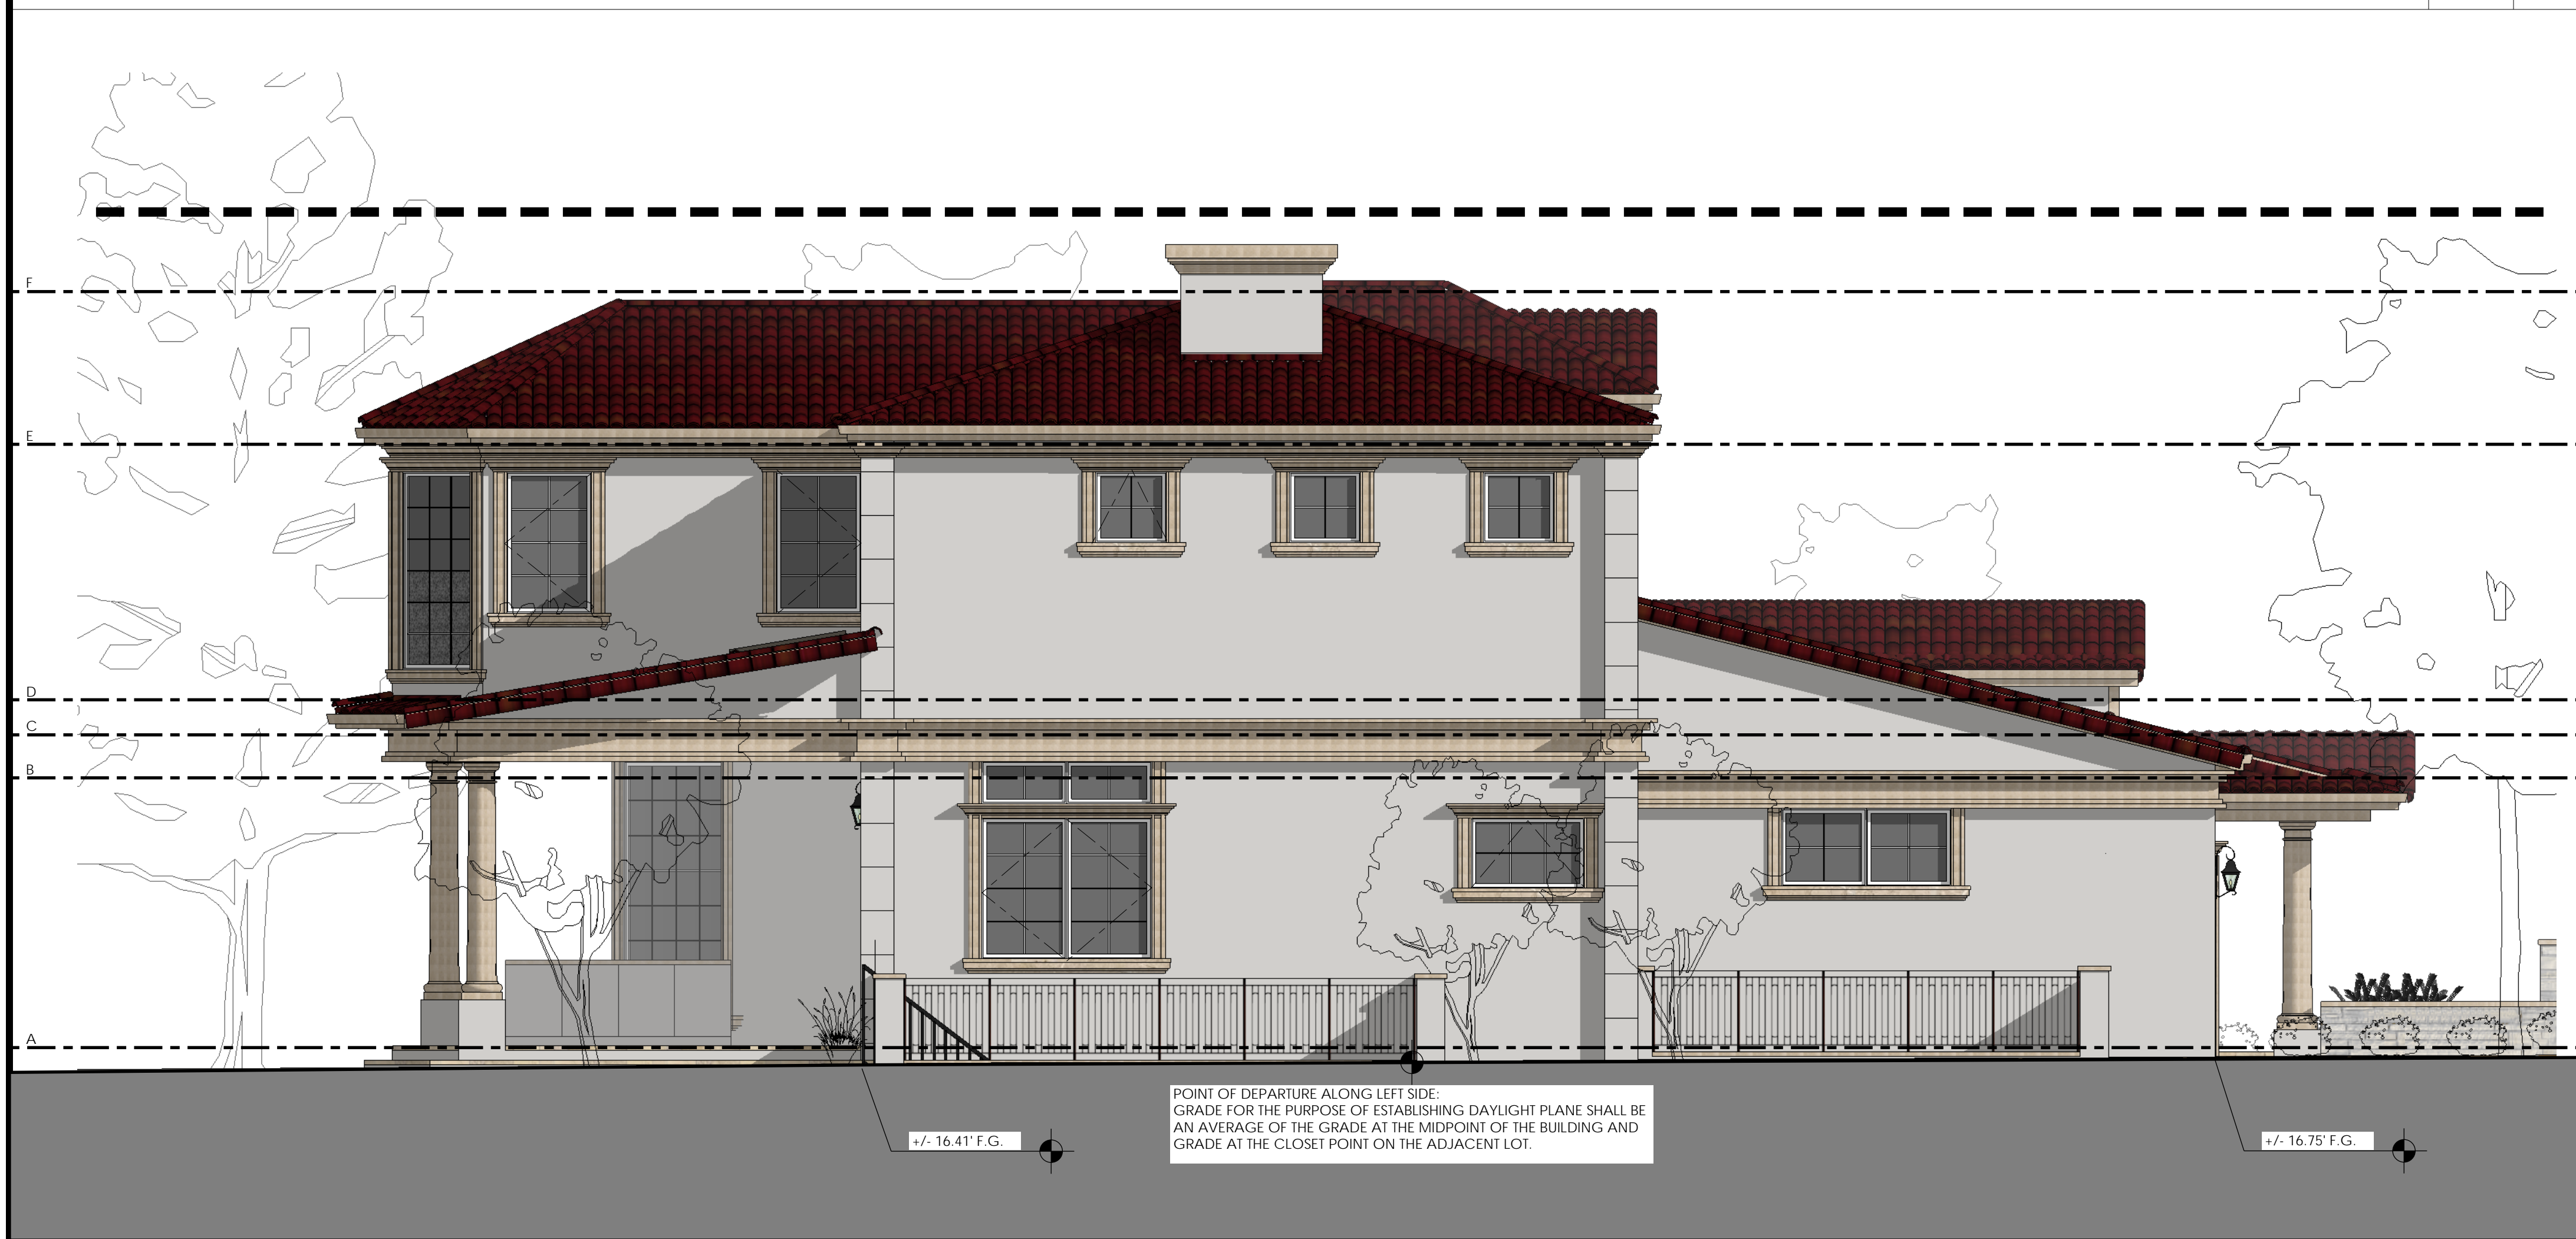 F
E
D
C
B
A
POINT OF DEPARTURE ALONG LEFT SIDE:
GRADE FOR THE PURPOSE OF ESTABLISHING DAYLIGHT PLANE SHALL BE
AN AVERAGE OF THE GRADE AT THE MIDPOINT OF THE BUILDING AND
GRADE AT THE CLOSET POINT ON THE ADJACENT LOT.
+/- 16.41' F.G.
+/- 16.75' F.G.